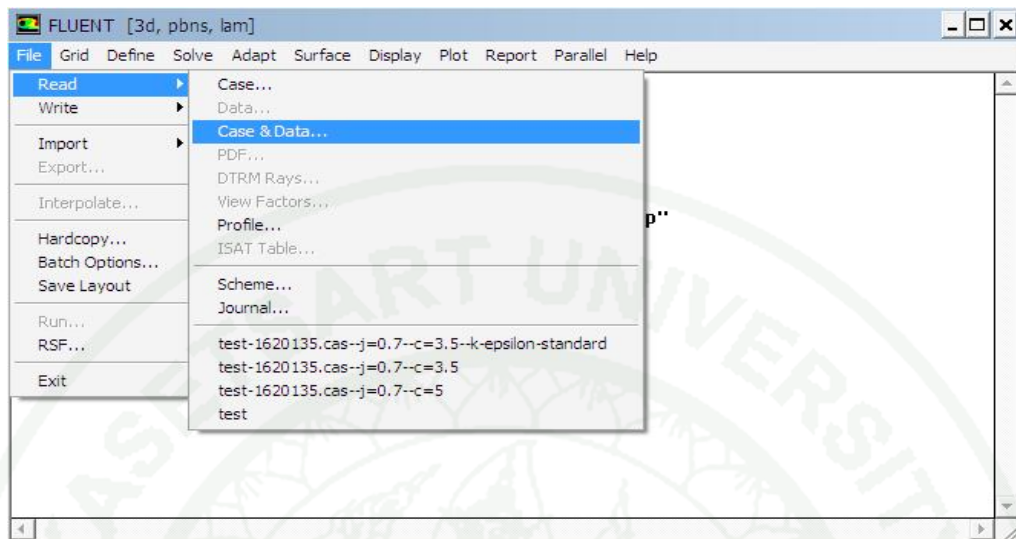 FLUENT [3d, pbns, lam]
File Grid Define Solve Adapt Surface Display Plot Report Parallel Help
Read
Write
Import
Export...
Interpolate...
Hardcopy...
Batch Options...
Save Layout
Run...
RSF...
Exit
Case...
Data...
Case & Data...
PDF...
DTRM Rays...
View Factors...
Profile...
ISAT Table...
Scheme...
Journal...
test-1620135.cas--j=0.7--c=3.5--k-epsilon-standard
test-1620135.cas--j=0.7--c=3.5
test-1620135.cas--j=0.7--c=5
test
p"
KASETSART UNIVERSITY